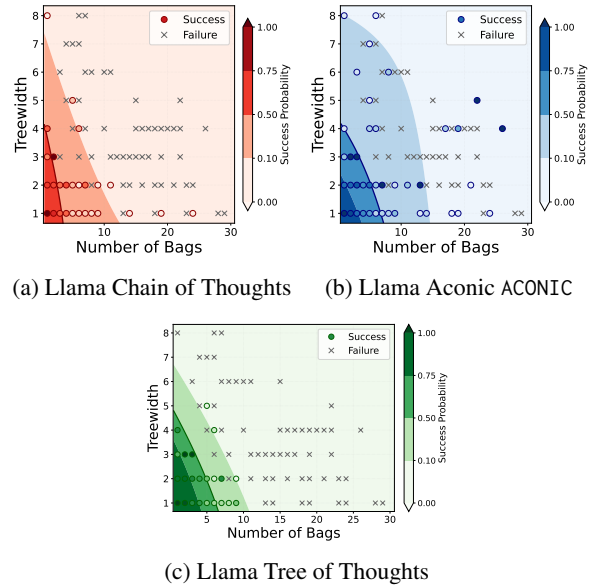 8
7
6
5
4
3
2
1
0
10
20
30
Treewidth
Number of Bags
Success
Failure
1.00
0.75
0.50
0.10
0.00
Success Probability
(a) Llama Chain of Thoughts
8
7
6
5
4
3
2
1
0
10
20
30
Treewidth
Number of Bags
Success
Failure
1.00
0.75
0.50
0.10
0.00
Success Probability
(b) Llama Aconic ACONIC
8
7
6
5
4
3
2
1
5
10
15
20
25
30
Treewidth
Number of Bags
Success
Failure
1.00
0.75
0.50
0.10
0.00
Success Probability
(c) Llama Tree of Thoughts